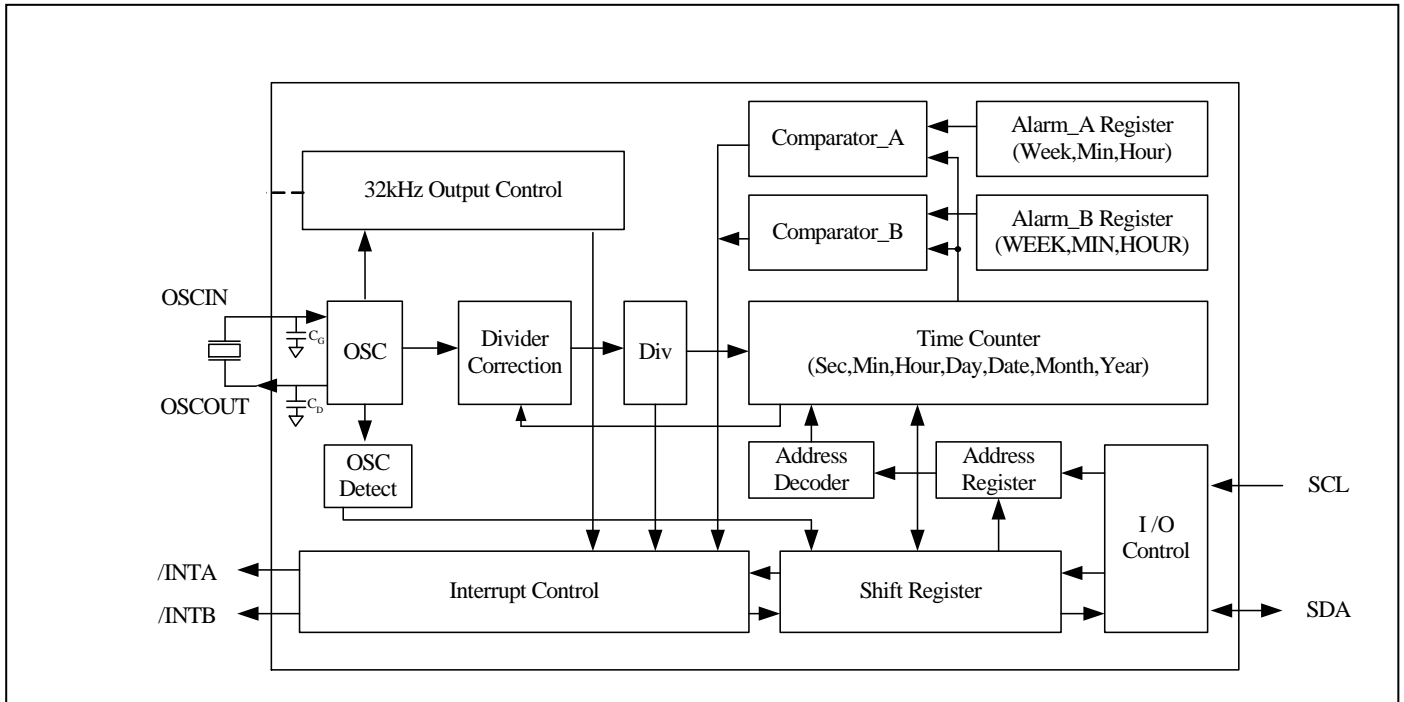 Comparator_A
Alarm_A Register
(Week,Min,Hour)
32kHz Output Control
Comparator_B
Alarm_B Register
(WEEK,MIN,HOUR)
OSCIN
CG
OSC
Divider
Correction
Div
Time Counter
(Sec,Min,Hour,Day,Date,Month,Year)
OSCOUT
CD
OSC
Detect
Address
Decoder
Address
Register
I /O
Control
SCL
/INTA
Interrupt Control
Shift Register
/INTB
SDA